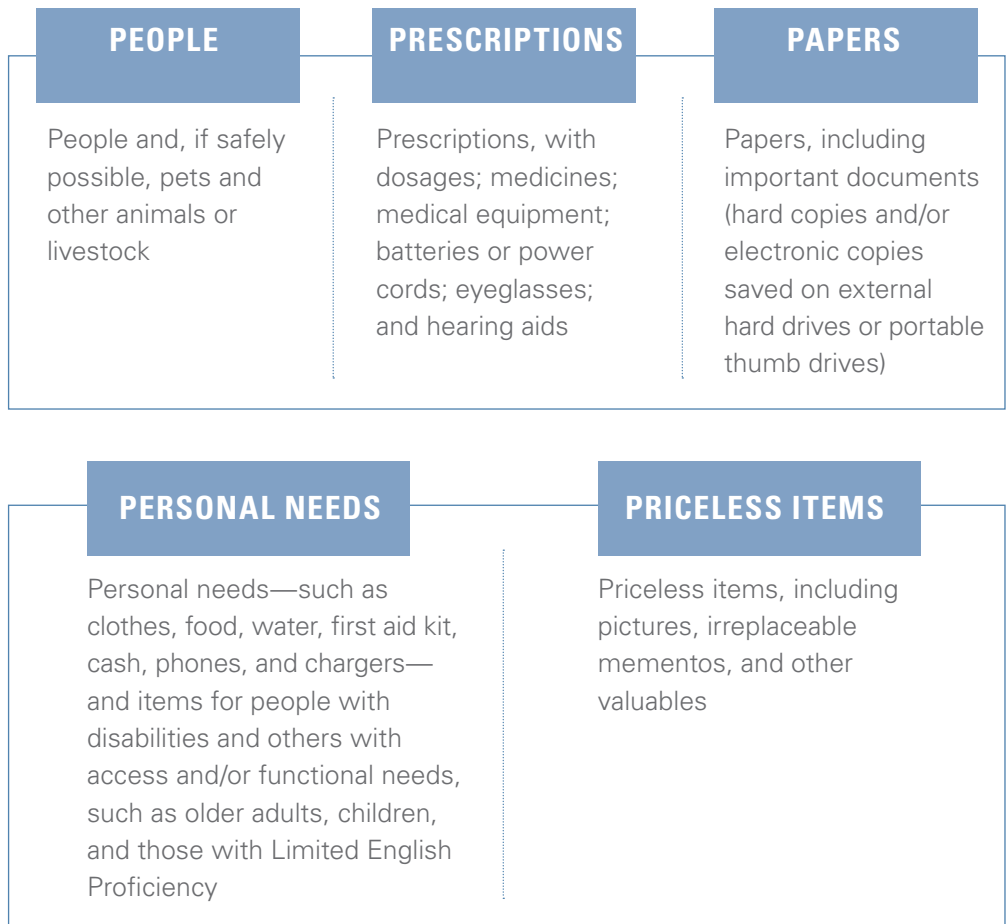 PEOPLE
People and, if safely
possible, pets and
other animals or
livestock
PRESCRIPTIONS
Prescriptions, with
dosages; medicines;
medical equipment;
batteries or power
cords; eyeglasses;
and hearing aids
PAPERS
Papers, including
important documents
(hard copies and/or
electronic copies
saved on external
hard drives or portable
thumb drives)
PERSONAL NEEDS
Personal needs—such as
clothes, food, water, first aid kit,
cash, phones, and chargers—
and items for people with
disabilities and others with
access and/or functional needs,
such as older adults, children,
and those with Limited English
Proficiency
PRICELESS ITEMS
Priceless items, including
pictures, irreplaceable
mementos, and other
valuables